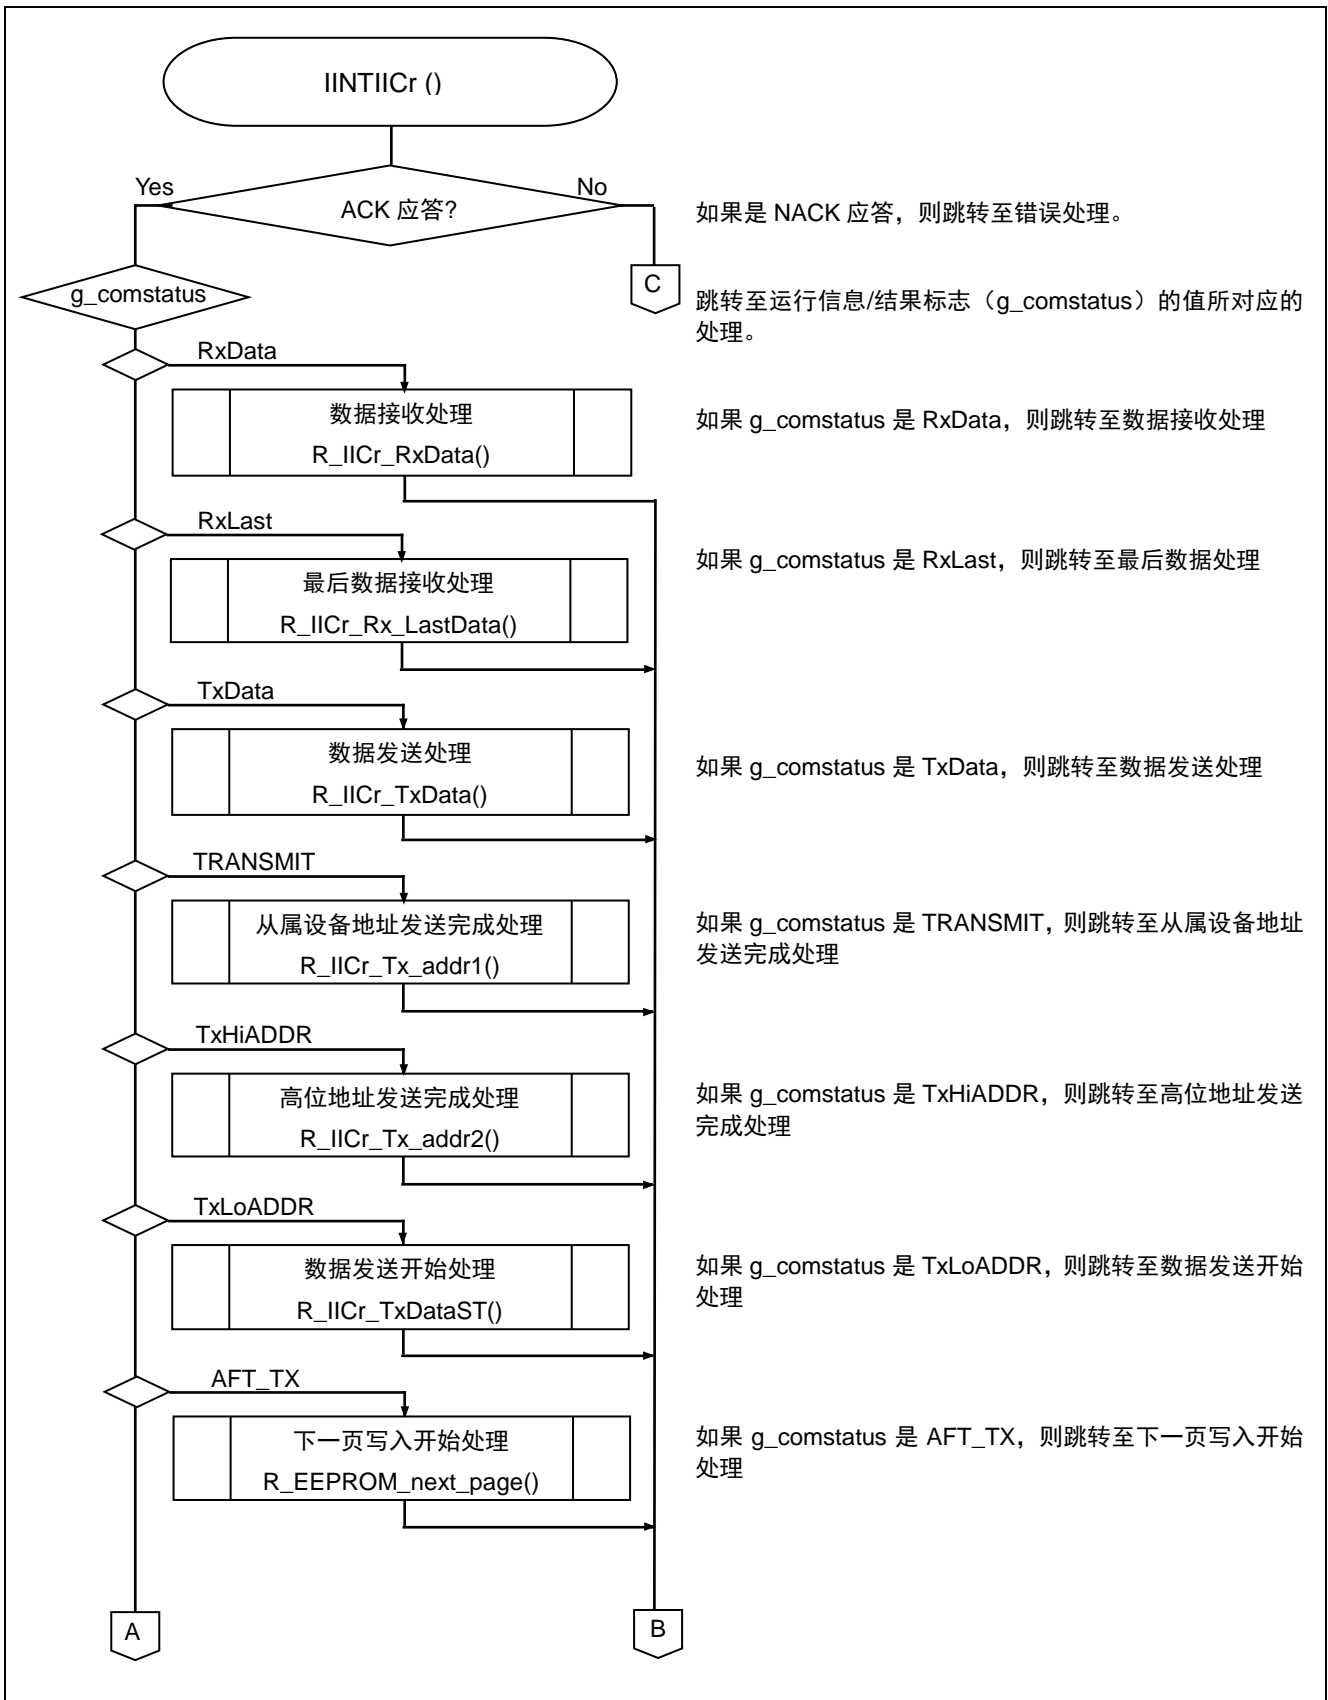 IINTIICr ()
Yes
No
ACK 应答?
如果是 NACK 应答，则跳转至错误处理。
g_comstatus
C
跳转至运行信息/结果标志（g_comstatus）的值所对应的
处理。
RxData
数据接收处理
R_IICr_RxData()
如果 g_comstatus 是 RxData，则跳转至数据接收处理
RxLast
最后数据接收处理
R_IICr_Rx_LastData()
如果 g_comstatus 是 RxLast，则跳转至最后数据处理
TxData
数据发送处理
R_IICr_TxData()
如果 g_comstatus 是 TxData，则跳转至数据发送处理
TRANSMIT
从属设备地址发送完成处理
R_IICr_Tx_addr1()
如果 g_comstatus 是 TRANSMIT，则跳转至从属设备地址
发送完成处理
TxHiADDR
高位地址发送完成处理
R_IICr_Tx_addr2()
如果 g_comstatus 是 TxHiADDR，则跳转至高位地址发送
完成处理
TxLoADDR
数据发送开始处理
R_IICr_TxDataST()
如果 g_comstatus 是 TxLoADDR，则跳转至数据发送开始
处理
AFT_TX
下一页写入开始处理
R_EEPROM_next_page()
如果 g_comstatus 是 AFT_TX，则跳转至下一页写入开始
处理
A
B